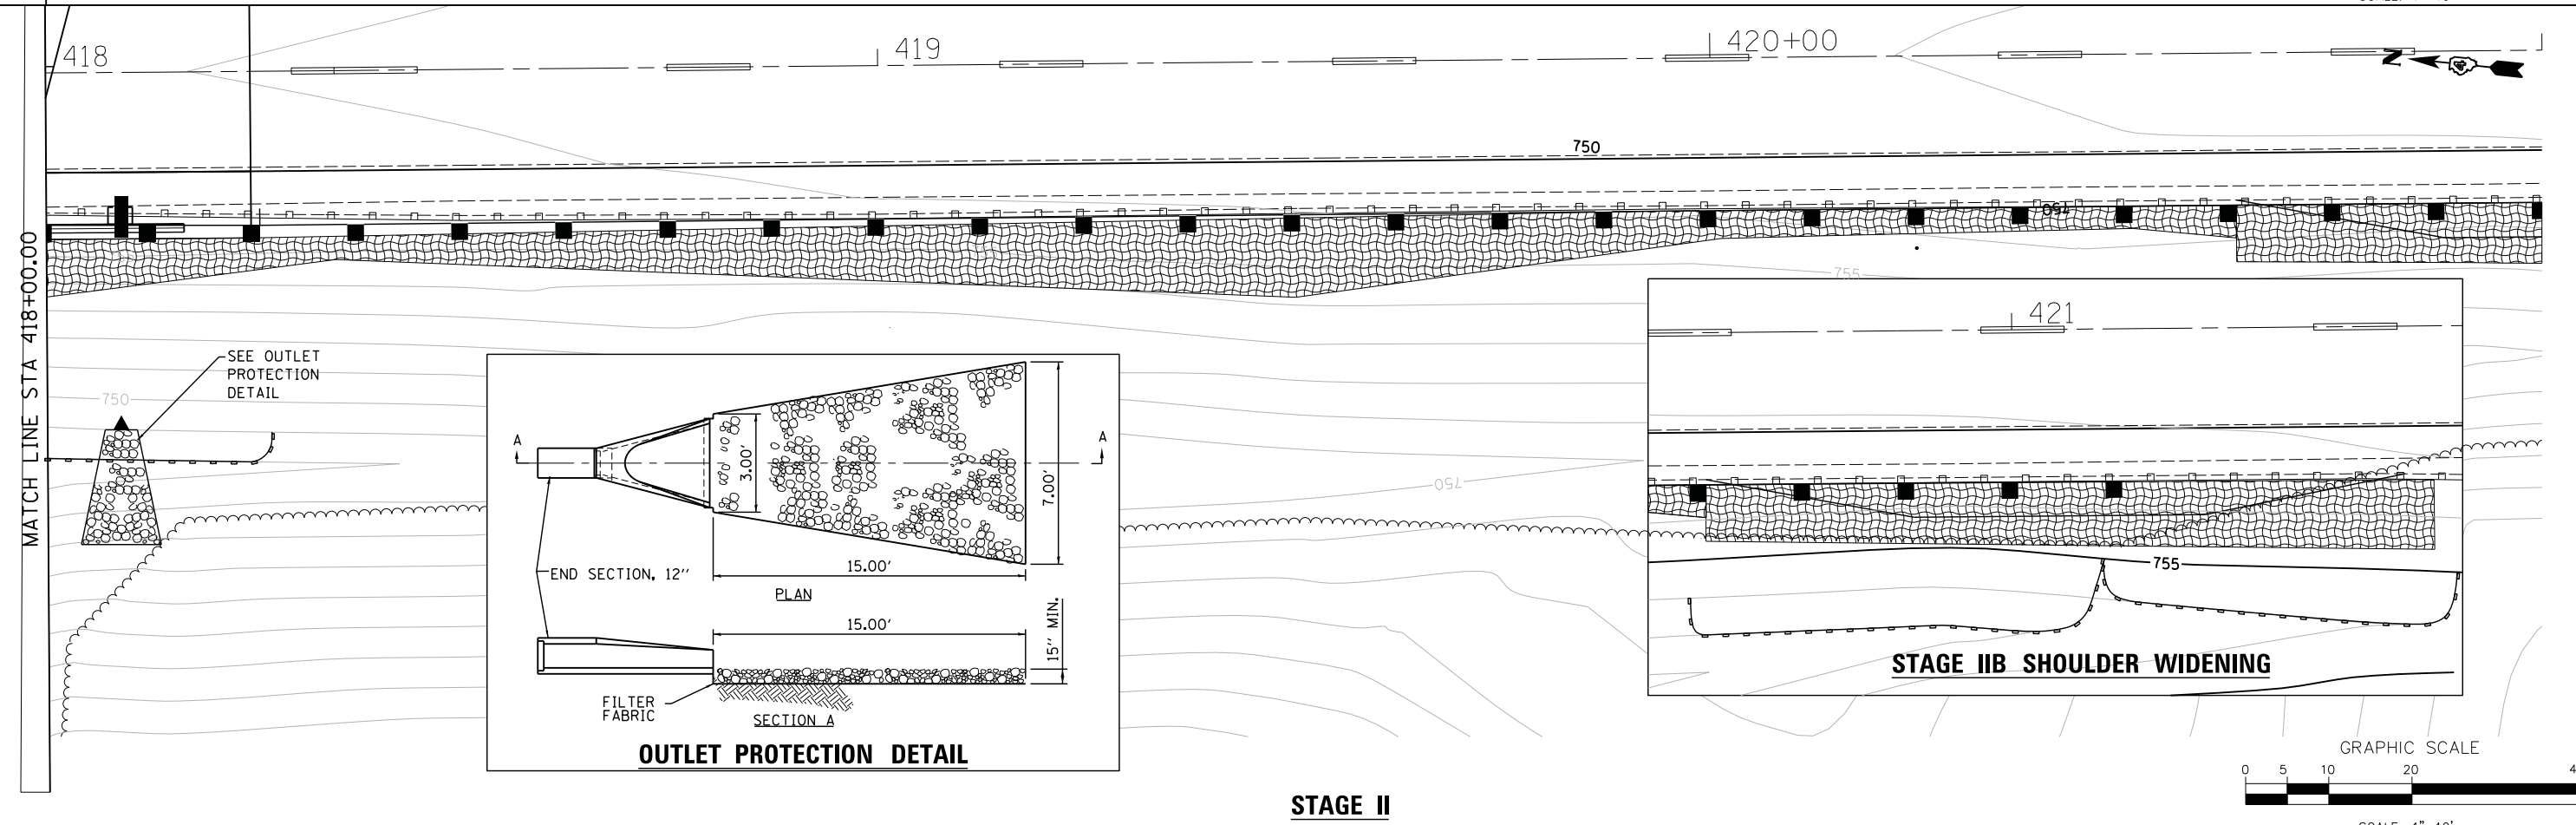 418
419
420+00
N
750
750
755
MATCH LINE STA 418+00.00
SEE OUTLET
PROTECTION
DETAIL
750
750
A
A
3.00'
7.00'
15.00'
END SECTION, 12''
PLAN
15.00'
15'' MIN.
FILTER
FABRIC
SECTION A
OUTLET PROTECTION DETAIL
421
755
STAGE IIB SHOULDER WIDENING
GRAPHIC SCALE
0 5 10 20
STAGE II